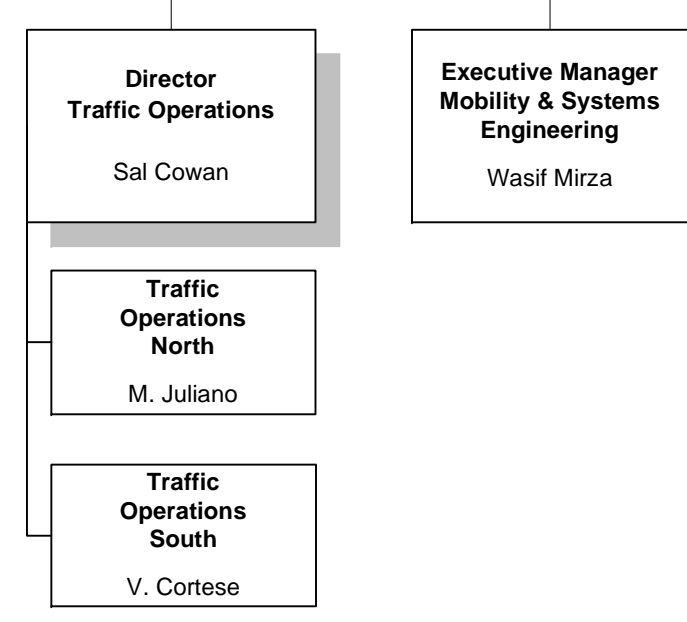 Director
Traffic Operations
Sal Cowan
Executive Manager
Mobility & Systems
Engineering
Wasif Mirza
Traffic
Operations
North
M. Juliano
Traffic
Operations
South
V. Cortese